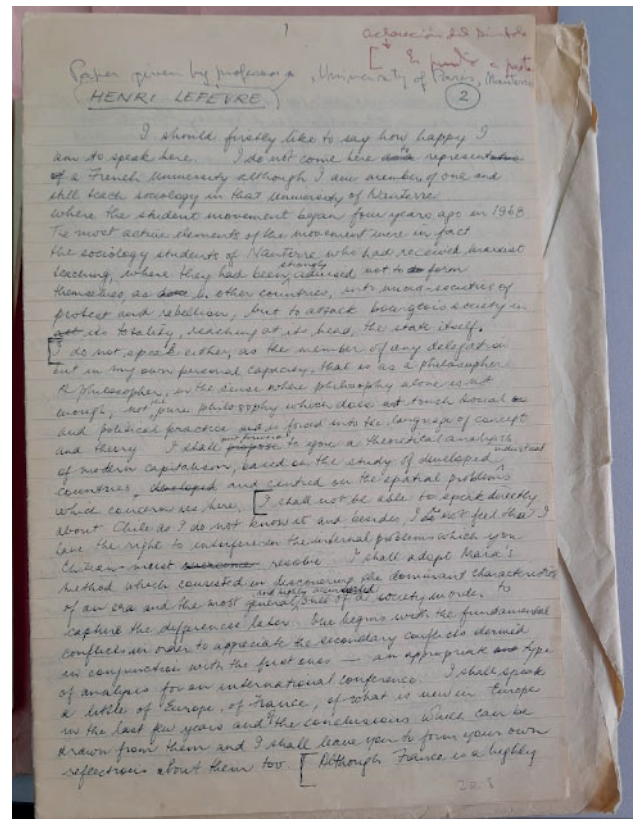 1
aclaración del
Paper given by professor, University of Paris, Nanterre
(HENRI LEFEVRE)
2
I should firstly like to say how happy I
am to speak here. I do not come here represent
of a French University although I am member of one and
still teach sociology in that University of Nanterre
where the student movement began four years ago in 1968.
The most active elements of the movement were in fact
the sociology students of Nanterre who had received marxist
teaching, where they had been strongly advised not to form
themselves, as in other countries, into micro-societies of
protest and rebellion, but to attack bourgeois society in
its totality, reaching at its head, the state itself.
[I do not speak either, as the member of any delegation
but in my own personal capacity, that is as a philosopher.
A philosopher, in the sense where philosophy alone is not
enough, not the pure philosophy which does not touch social
and political practice is forced into the language of concept
and theory. I shall put forward to you a theoretical analysis
of modern capitalism, based on the study of developed industrial
countries, and centred on the spatial problems
which concerns us here. [I shall not be able to speak directly
about Chile as I do not know it and besides, I do not feel that I
have the right to interfere in the internal problems which you
Chileans must resolve. I shall adopt Marx's
method which consisted in discovering the dominant characteristics
of an era and the most general and highly of a society in order to
capture the differences later. One begins with the fundamental
conflicts in order to appreciate the secondary conflicts derived
in conjunction with the first ones — an appropriate type
of analysis for an international conference. I shall speak
a little of Europe, of France, of what is new in Europe
in the last few years and the conclusions which can be
drawn from them and I shall leave you to form your own
reflections about them too. [Although France is a highly